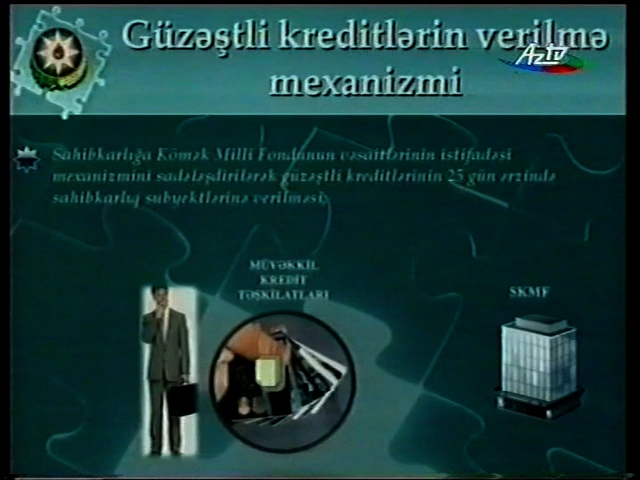 Güzəştli kreditlərin verilmə
mexanizmi
Aztv
Sahibkarlığa Kömək Milli Fondunun vəsaitlərinin istifadəsi
mexanizmini sadələşdirilərək güzəştli kreditlərinin 25 gün ərzində
sahibkarlıq subyektlərinə verilməsi;
MÜVƏKKİL
KREDİT
TƏŞKİLATLARI
SKMF